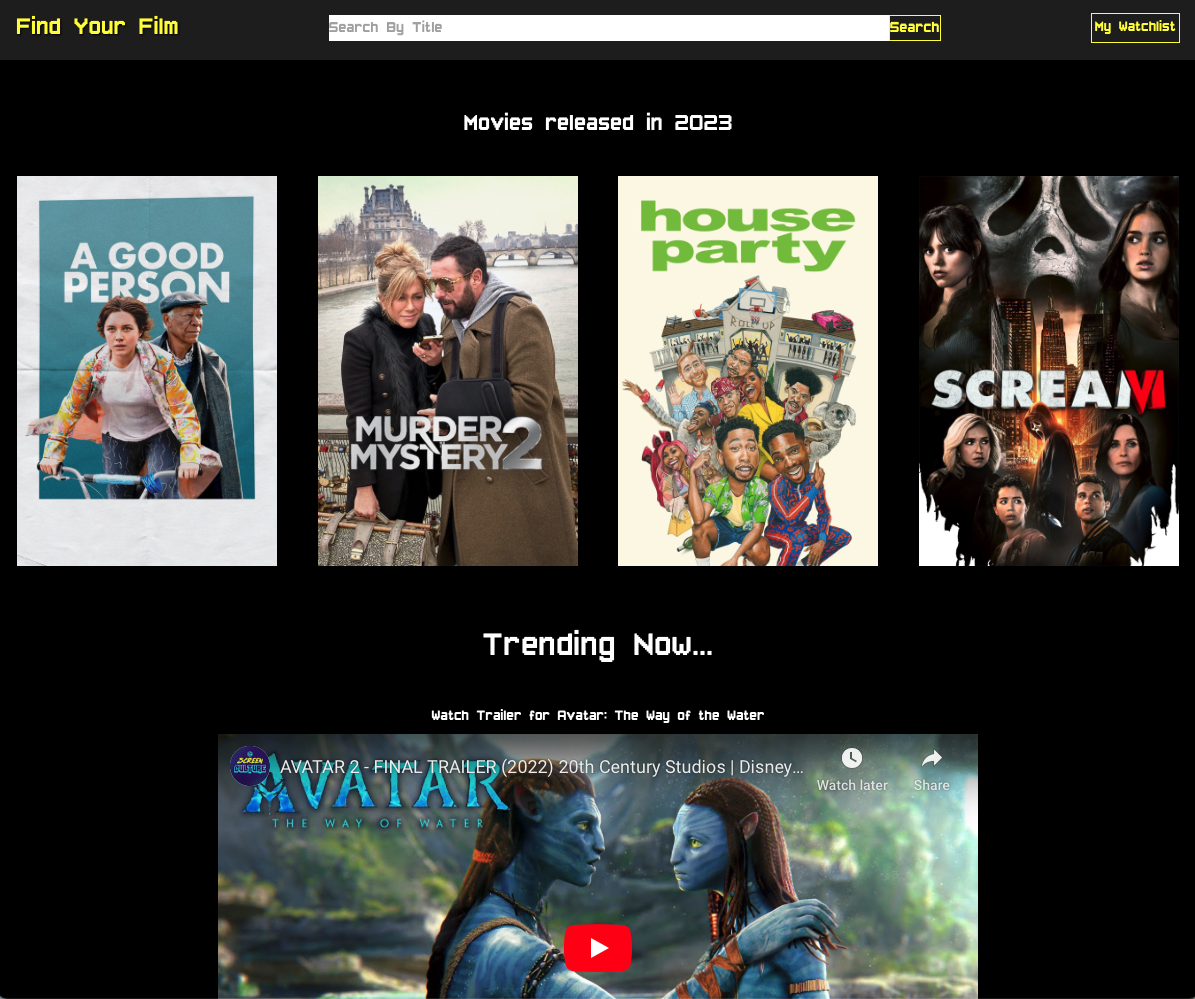 Find Your Film
Search By Title
Search
My Watchlist
Movies released in 2023
A GOOD
PERSON
MURDER
MYSTERY 2
house
party
ROLL UP
SCREAM VI
Trending Now...
Watch Trailer for Avatar: The Way of the Water
SCREEN
CULTURE
AVATAR 2 - FINAL TRAILER (2022) 20th Century Studios | Disney...
Watch later
Share
AVATAR
THE WAY OF WATER